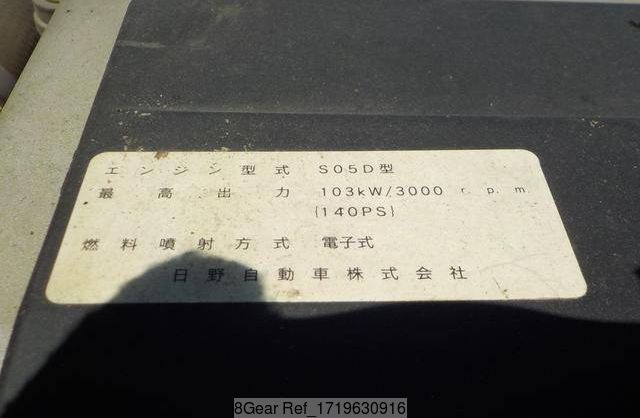 エンジン型式 S05D型
最高出力 103kW/3000 r.p.m.
{140PS}
燃料噴射方式 電子式
日野自動車株式会社
8Gear Ref_1719630916